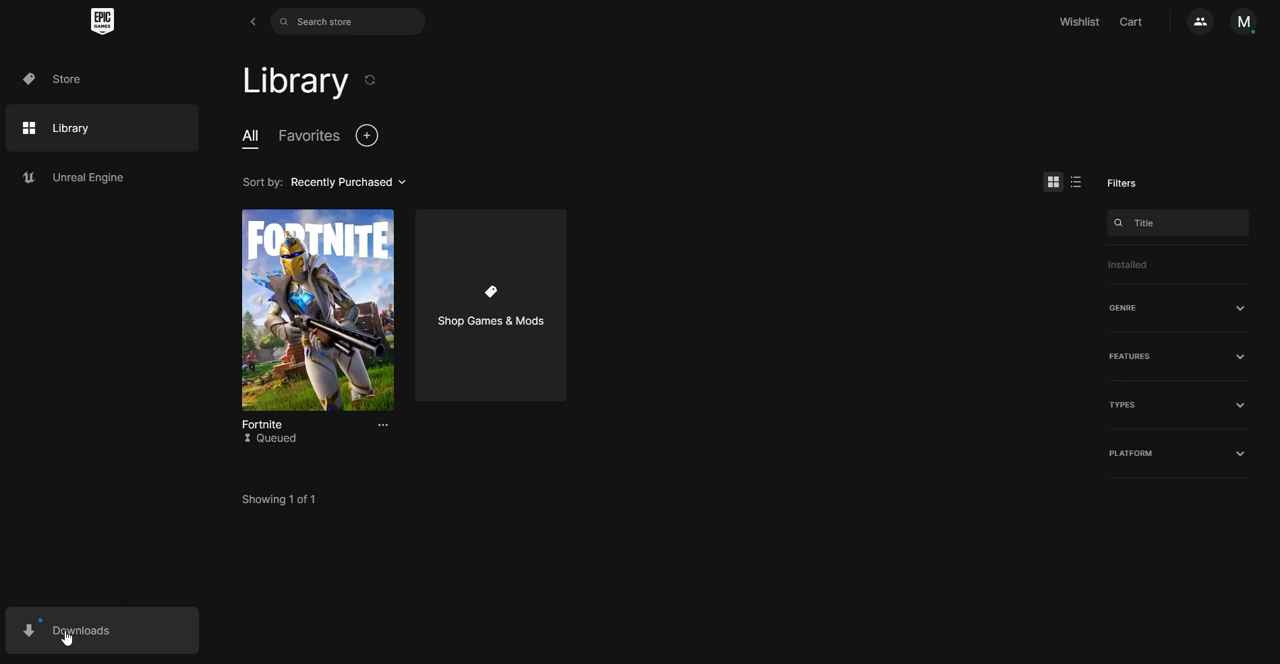 EPIC
GAMES
Search store
Wishlist
Cart
M
Store
Library
Unreal Engine
Downloads
Library
All
Favorites
Sort by: Recently Purchased
Filters
Title
Installed
GENRE
FEATURES
TYPES
PLATFORM
FORTNITE
Shop Games & Mods
Fortnite
...
Queued
Showing 1 of 1